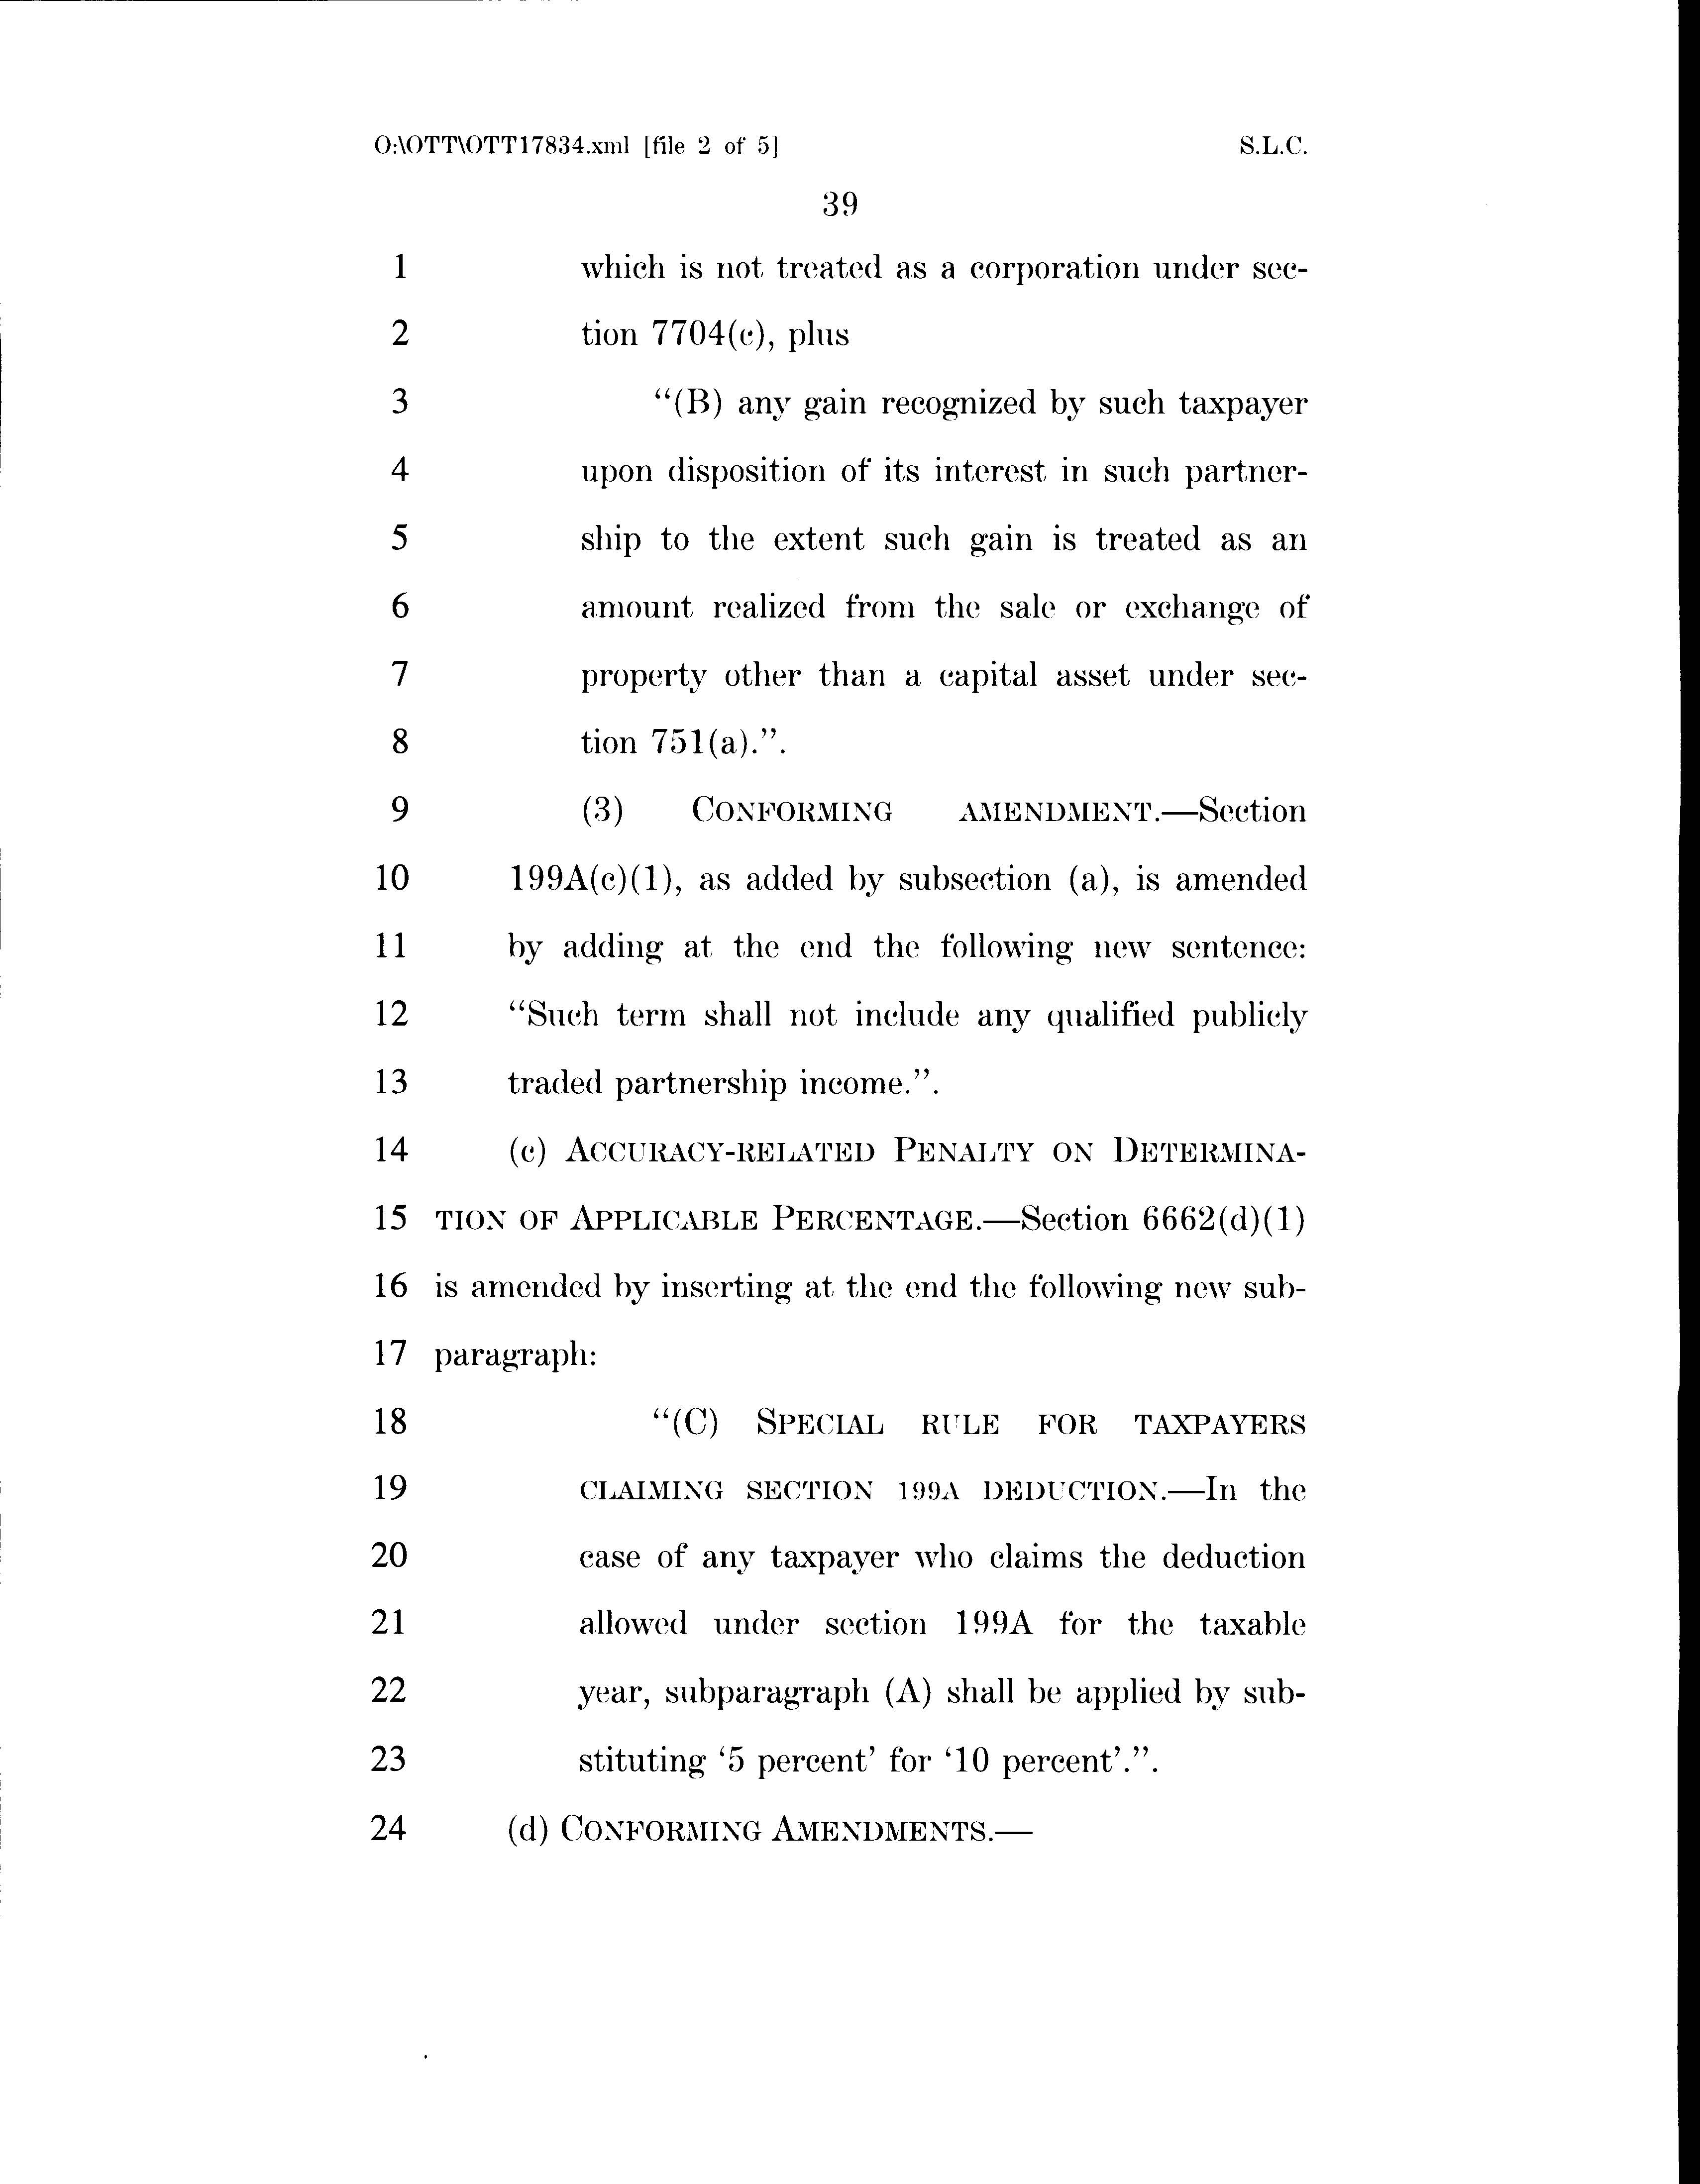 O:\OTT\OTT17834.xml [file 2 of 5] S.L.C.
39
1 which is not treated as a corporation under sec-
2 tion 7704(c), plus
3 “(B) any gain recognized by such taxpayer
4 upon disposition of its interest in such partner-
5 ship to the extent such gain is treated as an
6 amount realized from the sale or exchange of
7 property other than a capital asset under sec-
8 tion 751(a).”.
9 (3) CONFORMING AMENDMENT.—Section
10 199A(c)(1), as added by subsection (a), is amended
11 by adding at the end the following new sentence:
12 “Such term shall not include any qualified publicly
13 traded partnership income.”.
14 (c) ACCURACY-RELATED PENALTY ON DETERMINA-
15 TION OF APPLICABLE PERCENTAGE.—Section 6662(d)(1)
16 is amended by inserting at the end the following new sub-
17 paragraph:
18 “(C) SPECIAL RULE FOR TAXPAYERS
19 CLAIMING SECTION 199A DEDUCTION.—In the
20 case of any taxpayer who claims the deduction
21 allowed under section 199A for the taxable
22 year, subparagraph (A) shall be applied by sub-
23 stituting ‘5 percent’ for ‘10 percent’.”.
24 (d) CONFORMING AMENDMENTS.—